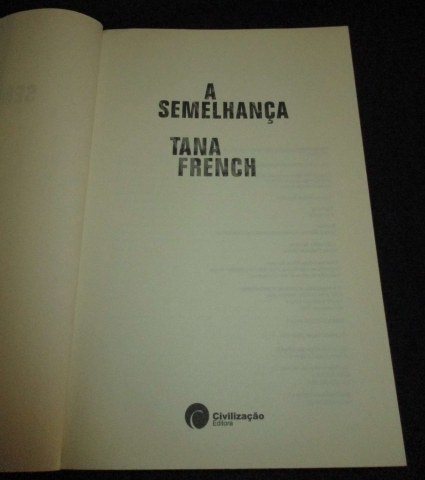 A
SEMELHANÇA
TANA
FRENCH
Civilização
Editora